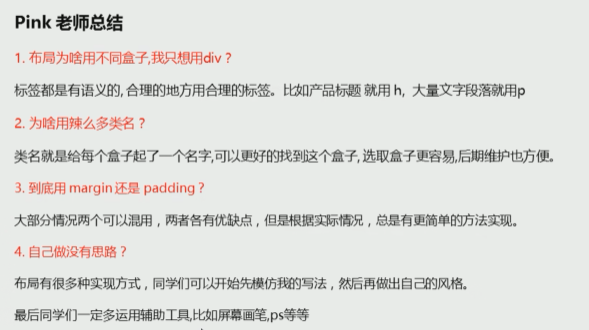 Pink 老师总结
1. 布局为啥用不同盒子,我只想用div？
标签都是有语义的, 合理的地方用合理的标签。比如产品标题 就用 h, 大量文字段落就用p
2. 为啥用辣么多类名？
类名就是给每个盒子起了一个名字,可以更好的找到这个盒子, 选取盒子更容易,后期维护也方便。
3. 到底用 margin 还是 padding？
大部分情况两个可以混用，两者各有优缺点，但是根据实际情况，总是有更简单的方法实现。
4. 自己做没有思路？
布局有很多种实现方式，同学们可以开始先模仿我的写法，然后再做出自己的风格。
最后同学们一定多运用辅助工具,比如屏幕画笔,ps等等